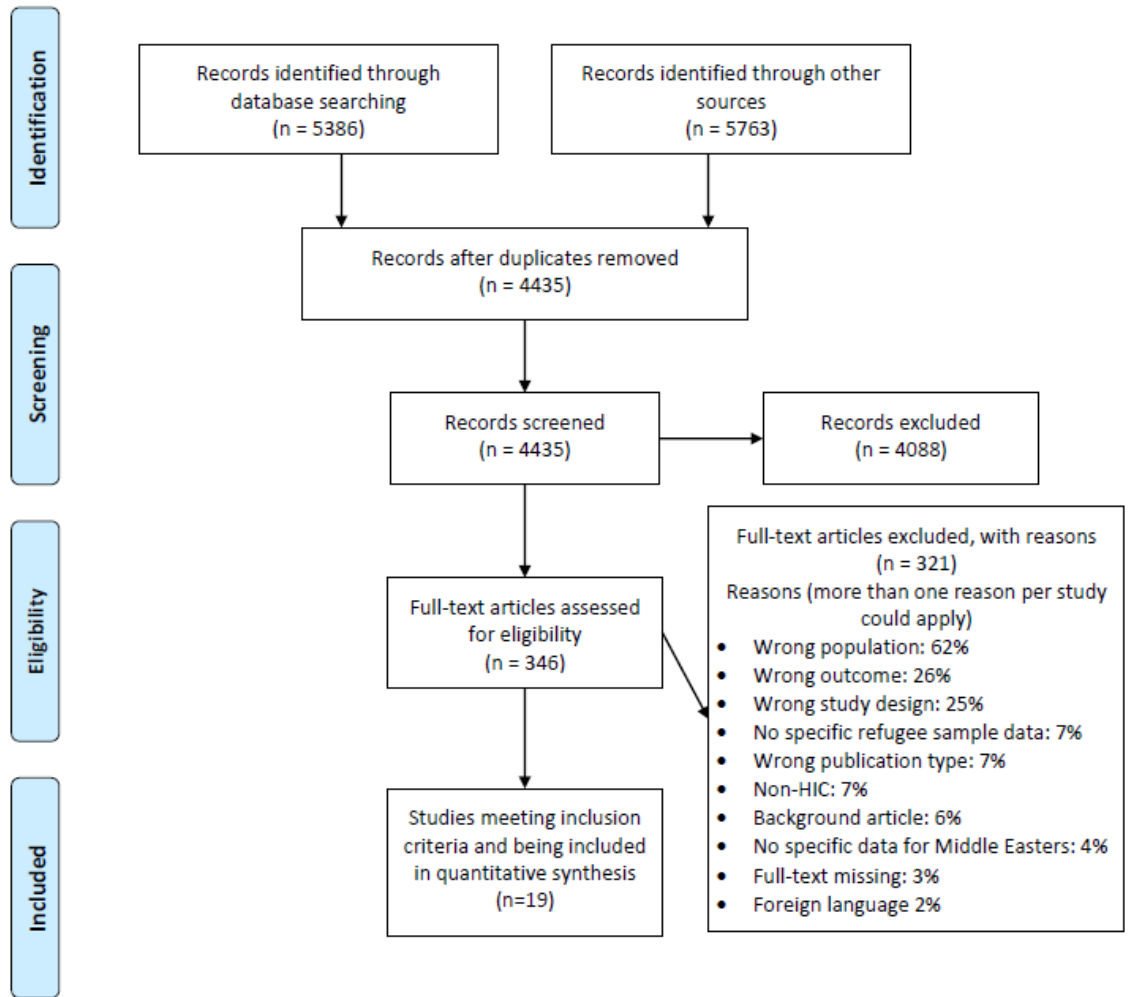 Identification
Records identified through
database searching
(n = 5386)
Records identified through other
sources
(n = 5763)
Records after duplicates removed
(n = 4435)
Screening
Records screened
(n = 4435)
Records excluded
(n = 4088)
Eligibility
Full-text articles assessed
for eligibility
(n = 346)
Full-text articles excluded, with reasons
(n = 321)
Reasons (more than one reason per study
could apply)
• Wrong population: 62%
• Wrong outcome: 26%
• Wrong study design: 25%
• No specific refugee sample data: 7%
• Wrong publication type: 7%
• Non-HIC: 7%
• Background article: 6%
• No specific data for Middle Easters: 4%
• Full-text missing: 3%
• Foreign language 2%
Included
Studies meeting inclusion
criteria and being included
in quantitative synthesis
(n=19)